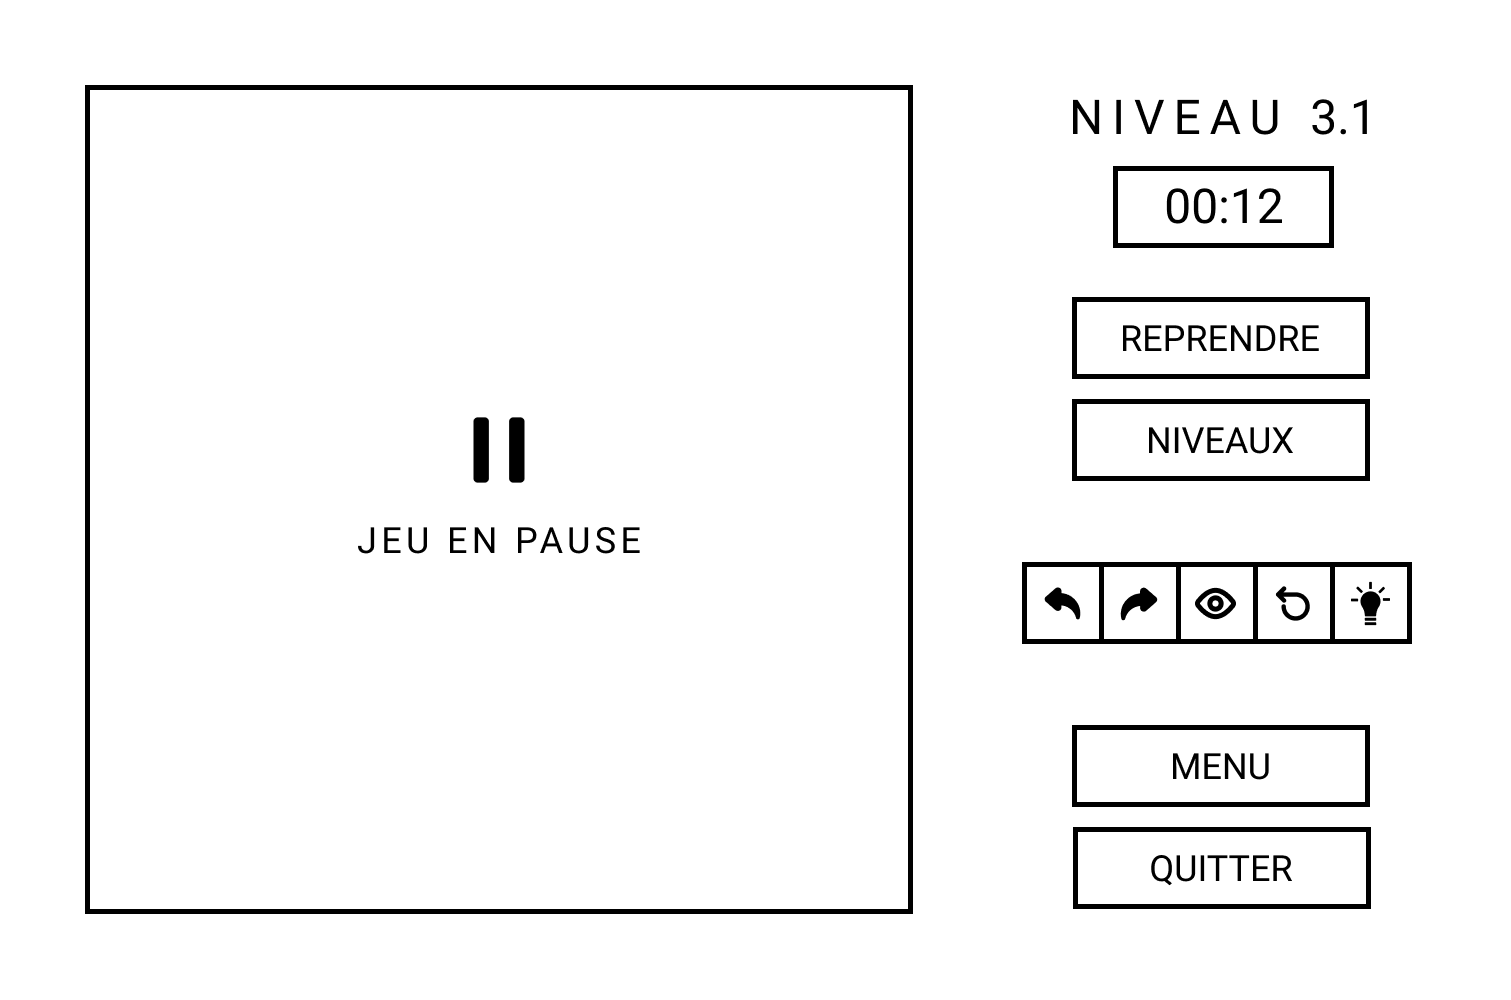 JEU EN PAUSE
NIVEAU 3.1
00:12
REPRENDRE
NIVEAUX
MENU
QUITTER